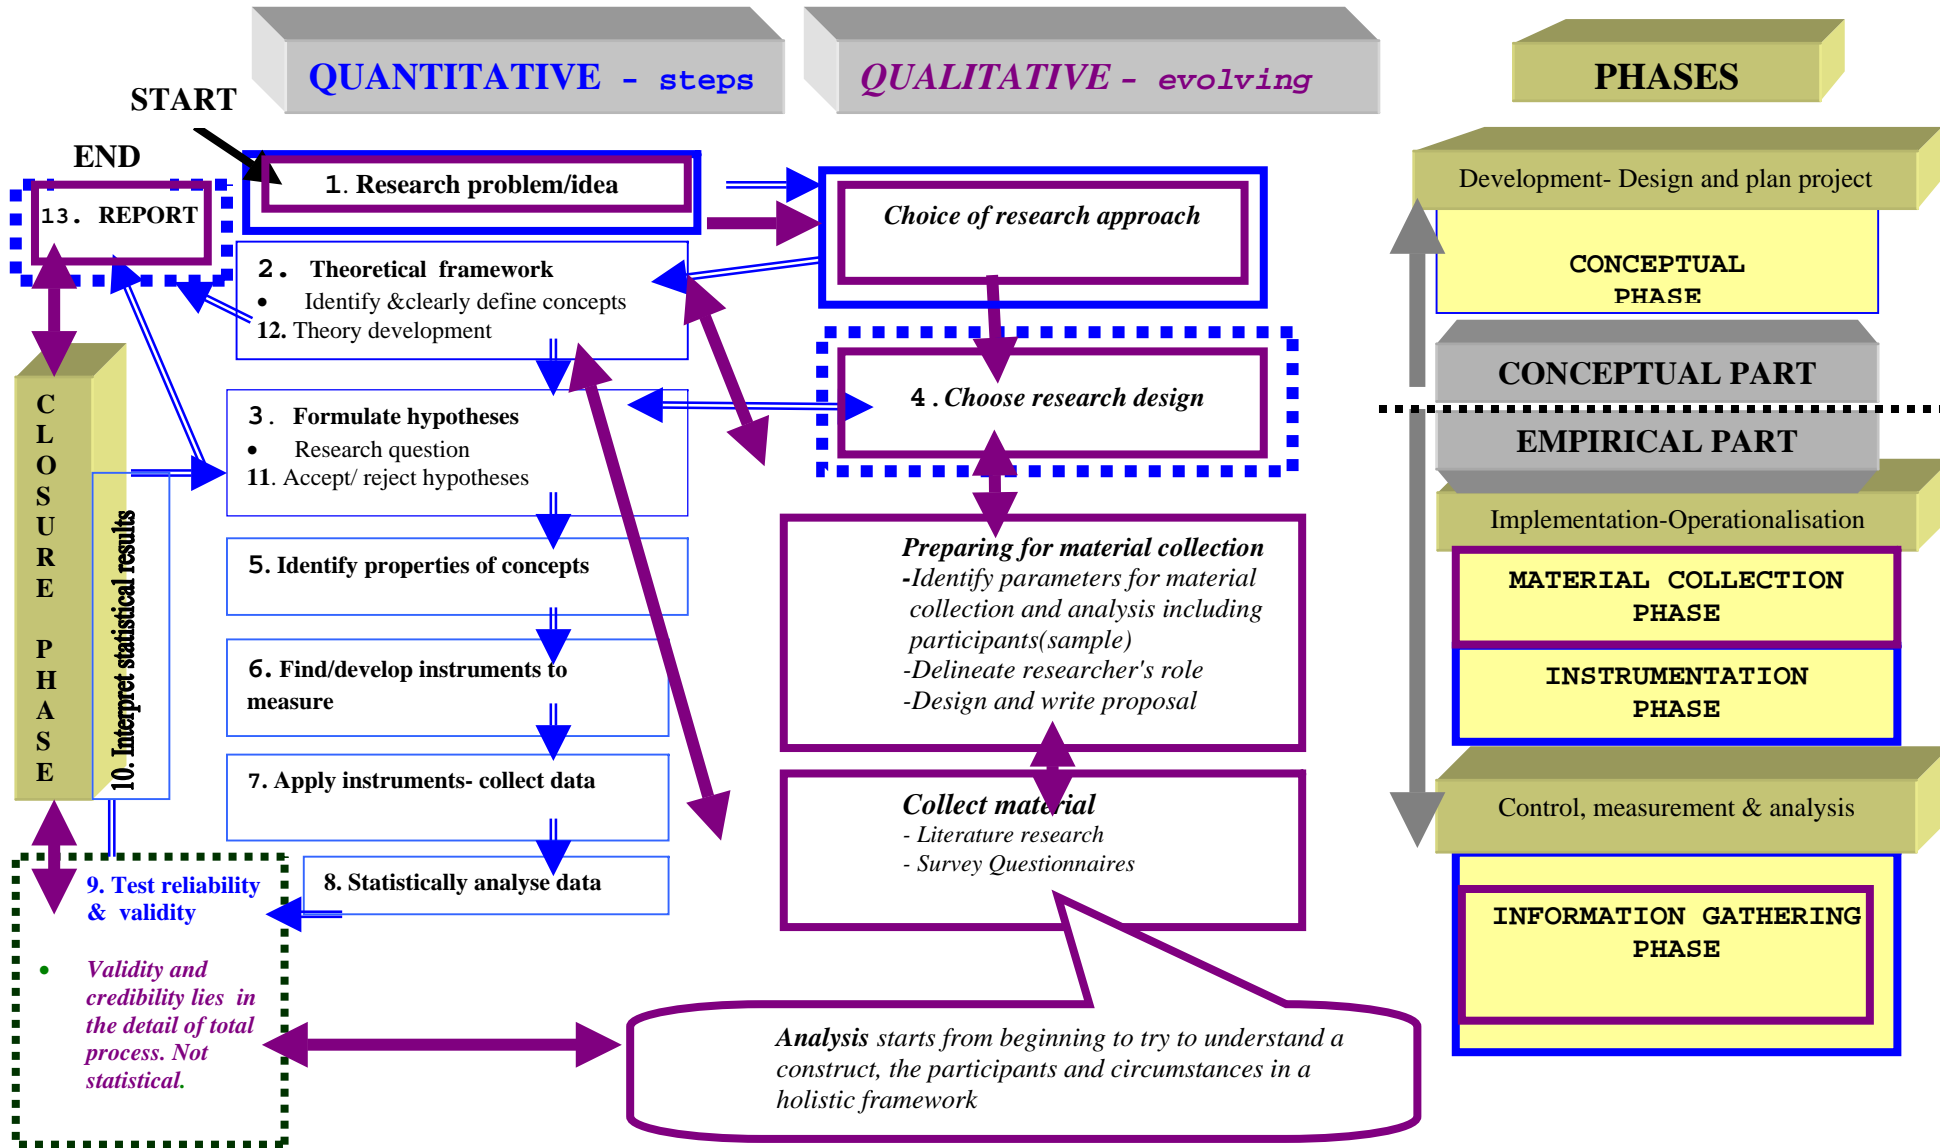 QUANTITATIVE - steps
QUALITATIVE - evolving
PHASES
START
END
13. REPORT
1. Research problem/idea
Choice of research approach
2. Theoretical framework
• Identify &clearly define concepts
12. Theory development
3. Formulate hypotheses
• Research question
11. Accept/ reject hypotheses
4. Choose research design
5. Identify properties of concepts
6. Find/develop instruments to
measure
7. Apply instruments- collect data
8. Statistically analyse data
9. Test reliability
& validity
• Validity and
credibility lies in
the detail of total
process. Not
statistical.
10. Interpret statistical results
CLOSURE PHASE
Preparing for material collection
-Identify parameters for material
collection and analysis including
participants(sample)
-Delineate researcher's role
-Design and write proposal
Collect material
- Literature research
- Survey Questionnaires
Analysis starts from beginning to try to understand a
construct, the participants and circumstances in a
holistic framework
Development- Design and plan project
CONCEPTUAL
PHASE
CONCEPTUAL PART
EMPIRICAL PART
Implementation-Operationalisation
MATERIAL COLLECTION
PHASE
INSTRUMENTATION
PHASE
Control, measurement & analysis
INFORMATION GATHERING
PHASE